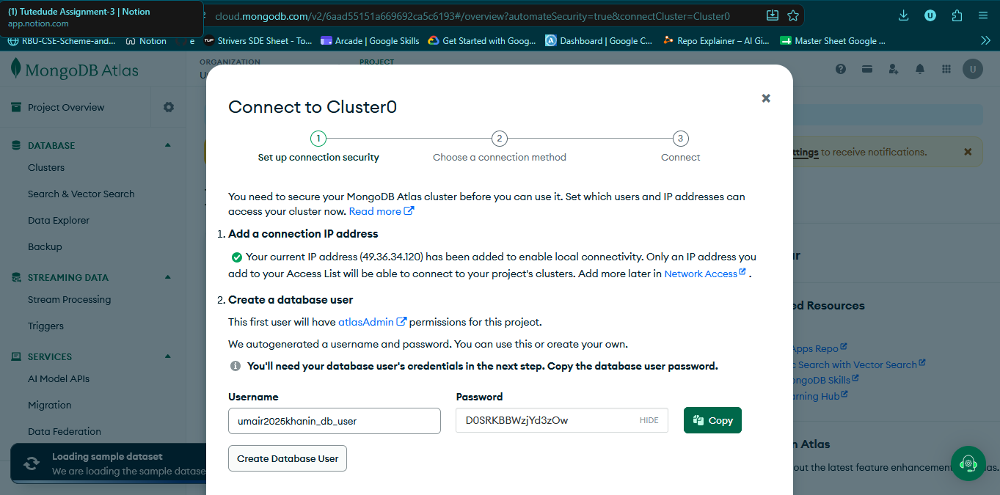 (1) Tutedude Assignment-3 | Notion
app.notion.com
cloud.mongodb.com/v2/6aad55151a669692ca5c6193#/overview?automateSecurity=true&connectCluster=Cluster0
U
RBU-CSE-Scheme-and...
Notion
e
Strivers SDE Sheet - To...
Arcade | Google Skills
Get Started with Goog...
Dashboard | Google C...
Repo Explainer – AI Gi...
Master Sheet Google ...
MongoDB Atlas
ORGANIZATION
PROJECT
U
Project Overview
DATABASE
Clusters
Search & Vector Search
Data Explorer
Backup
STREAMING DATA
Stream Processing
Triggers
SERVICES
AI Model APIs
Migration
Data Federation
Loading sample dataset
We are loading the sample datase
Connect to Cluster0
1
2
3
Set up connection security
Choose a connection method
Connect
You need to secure your MongoDB Atlas cluster before you can use it. Set which users and IP addresses can
access your cluster now. Read more
1. Add a connection IP address
Your current IP address (49.36.34.120) has been added to enable local connectivity. Only an IP address you
add to your Access List will be able to connect to your project's clusters. Add more later in Network Access .
2. Create a database user
This first user will have atlasAdmin permissions for this project.
We autogenerated a username and password. You can use this or create your own.
You'll need your database user's credentials in the next step. Copy the database user password.
Username
Password
umair2025khanin_db_user
D0SRKBBWzjYd3zOw
HIDE
Copy
Create Database User
ttings to receive notifications.
ar
ed Resources
Apps Repo
c Search with Vector Search
ongoDB Skills
arning Hub
n Atlas
out the latest feature enhancement
as.